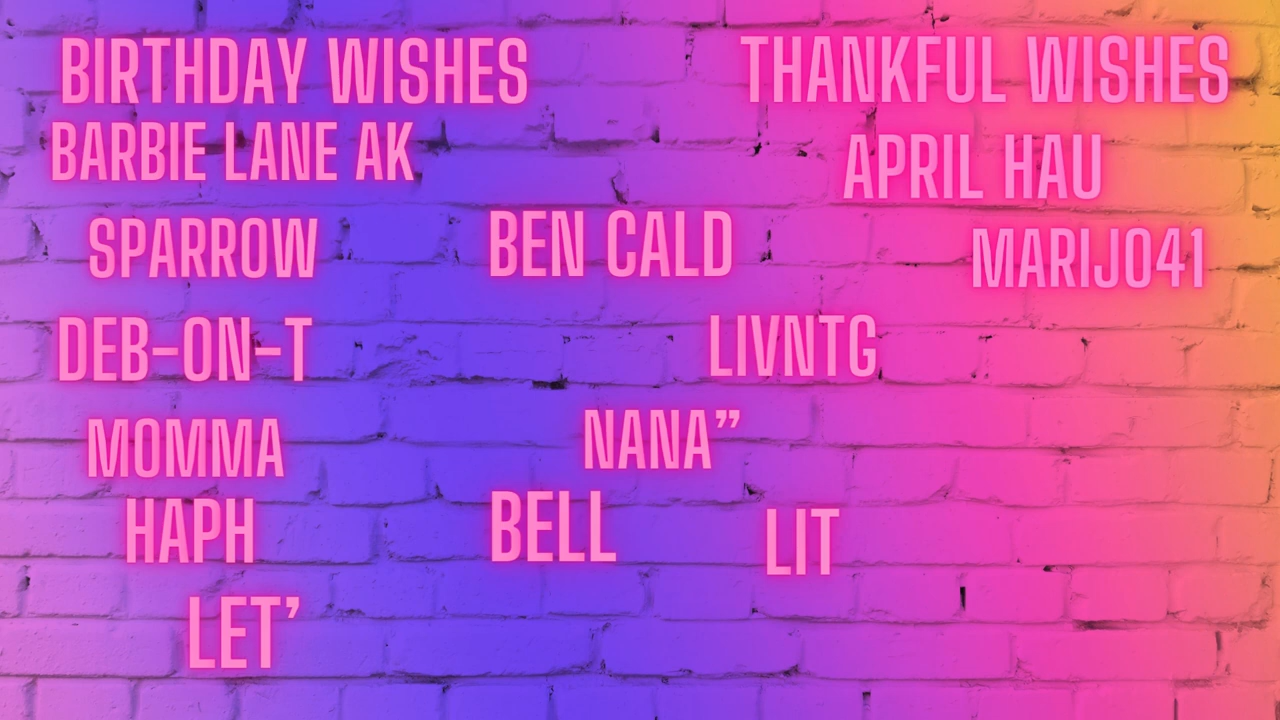 BIRTHDAY WISHES
THANKFUL WISHES
BARBIE LANE AK
APRIL HAU
SPARROW
BEN CALD
MARIJO41
DEB-ON-T
LIVNTG
MOMMA
NANA”
HAPH
BELL
LIT
LET’